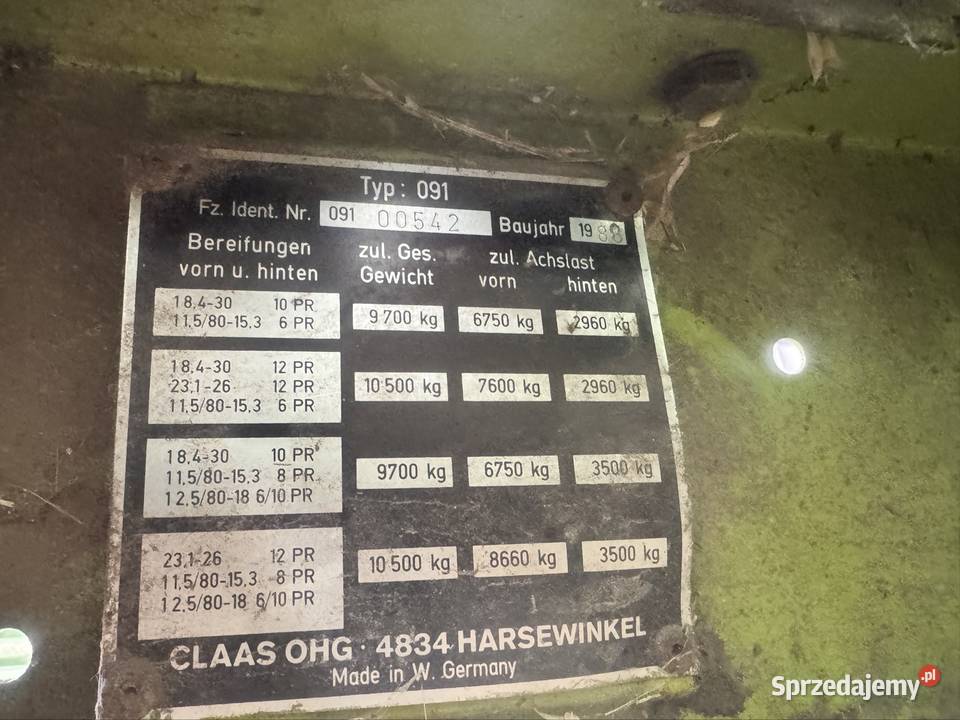 Typ: 091
Fz. Ident. Nr. 091 00542 Baujahr 1988
Bereifungen vorn u. hinten
zul. Ges. Gewicht
zul. Achslast
vorn hinten
18.4-30 10 PR
11.5/80-15.3 6 PR
9 700 kg 6750 kg 2960 kg
18.4-30 12 PR
23.1-26 12 PR
11.5/80-15.3 6 PR
10 500 kg 7600 kg 2960 kg
18.4-30 10 PR
11.5/80-15.3 8 PR
12.5/80-18 6/10 PR
9700 kg 6750 kg 3500 kg
23.1-26 12 PR
11.5/80-15.3 8 PR
12.5/80-18 6/10 PR
10 500 kg 8660 kg 3500 kg
CLAAS OHG · 4834 HARSEWINKEL
Made in W. Germany
Sprzedajemy.pl